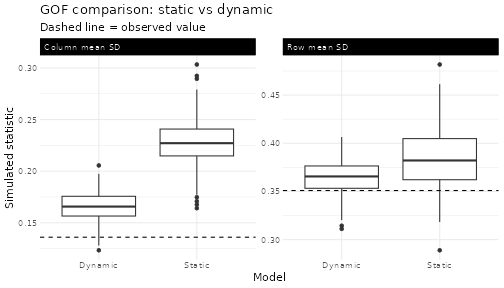 GOF comparison: static vs dynamic
Dashed line = observed value
Column mean SD
Row mean SD
Simulated statistic
0.30
0.25
0.20
0.15
0.45
0.40
0.35
0.30
Dynamic
Static
Dynamic
Static
Model